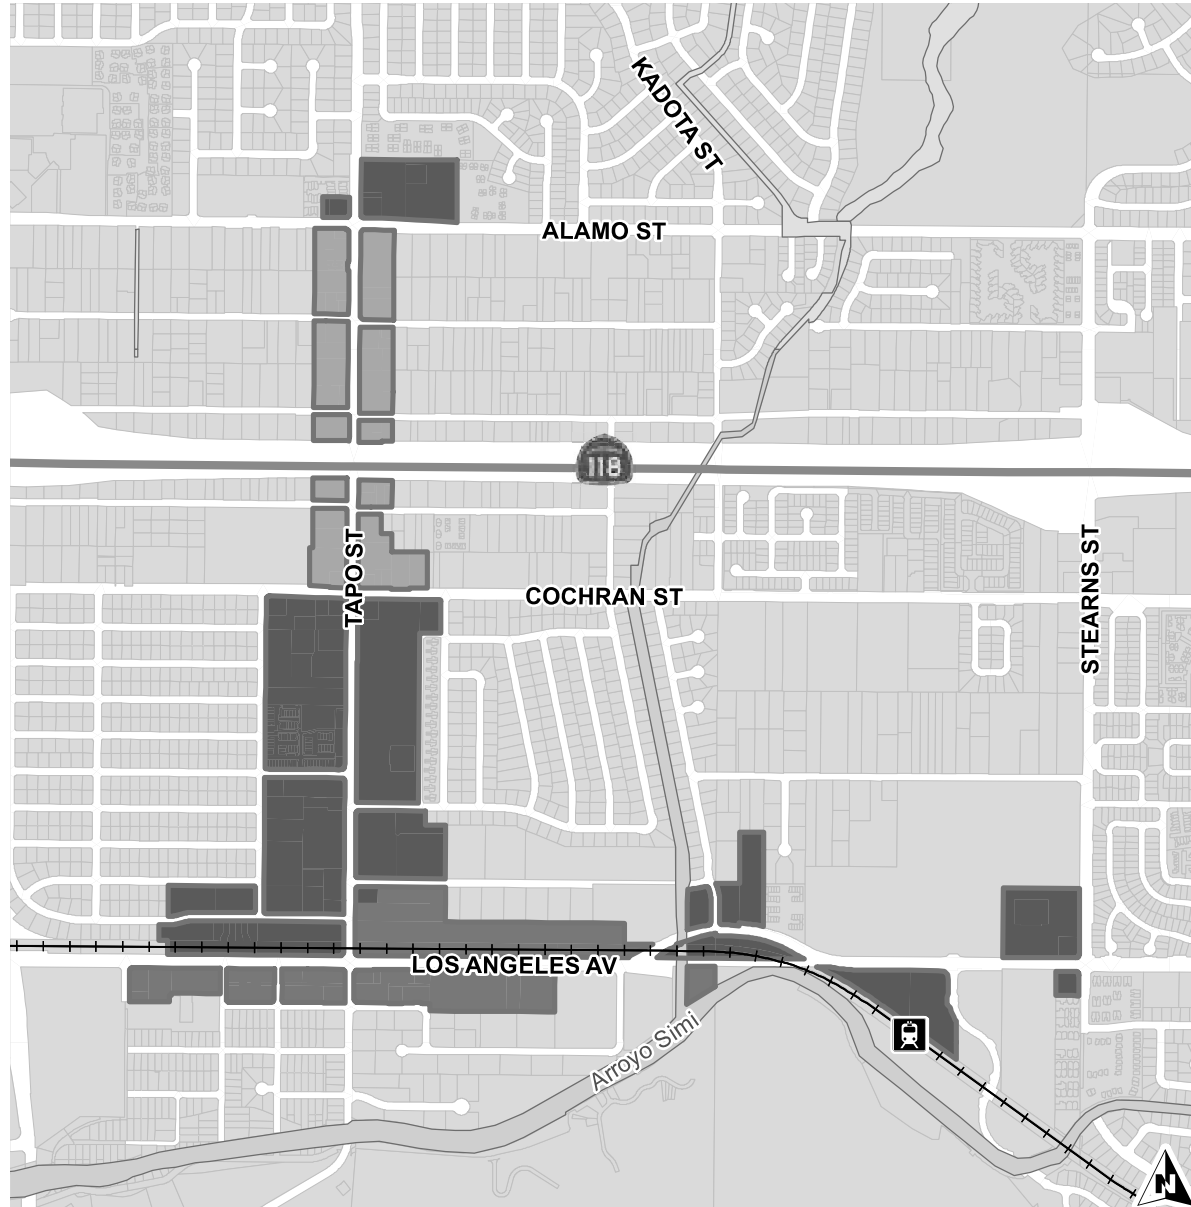 KADOTA ST
ALAMO ST
118
TAPO ST
COCHRAN ST
STEARNS ST
LOS ANGELES AV
Arroyo Simi
N